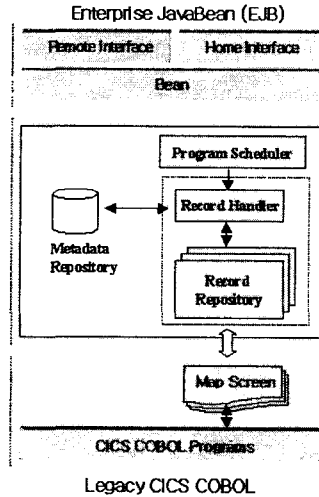 Enterprise JavaBean (EJB)
Remote Interface
Home Interface
Bean
Program Scheduler
Record Handler
Metadata
Repository
Record
Repository
Map Screen
CICS COBOL Programs
Legacy CICS COBOL